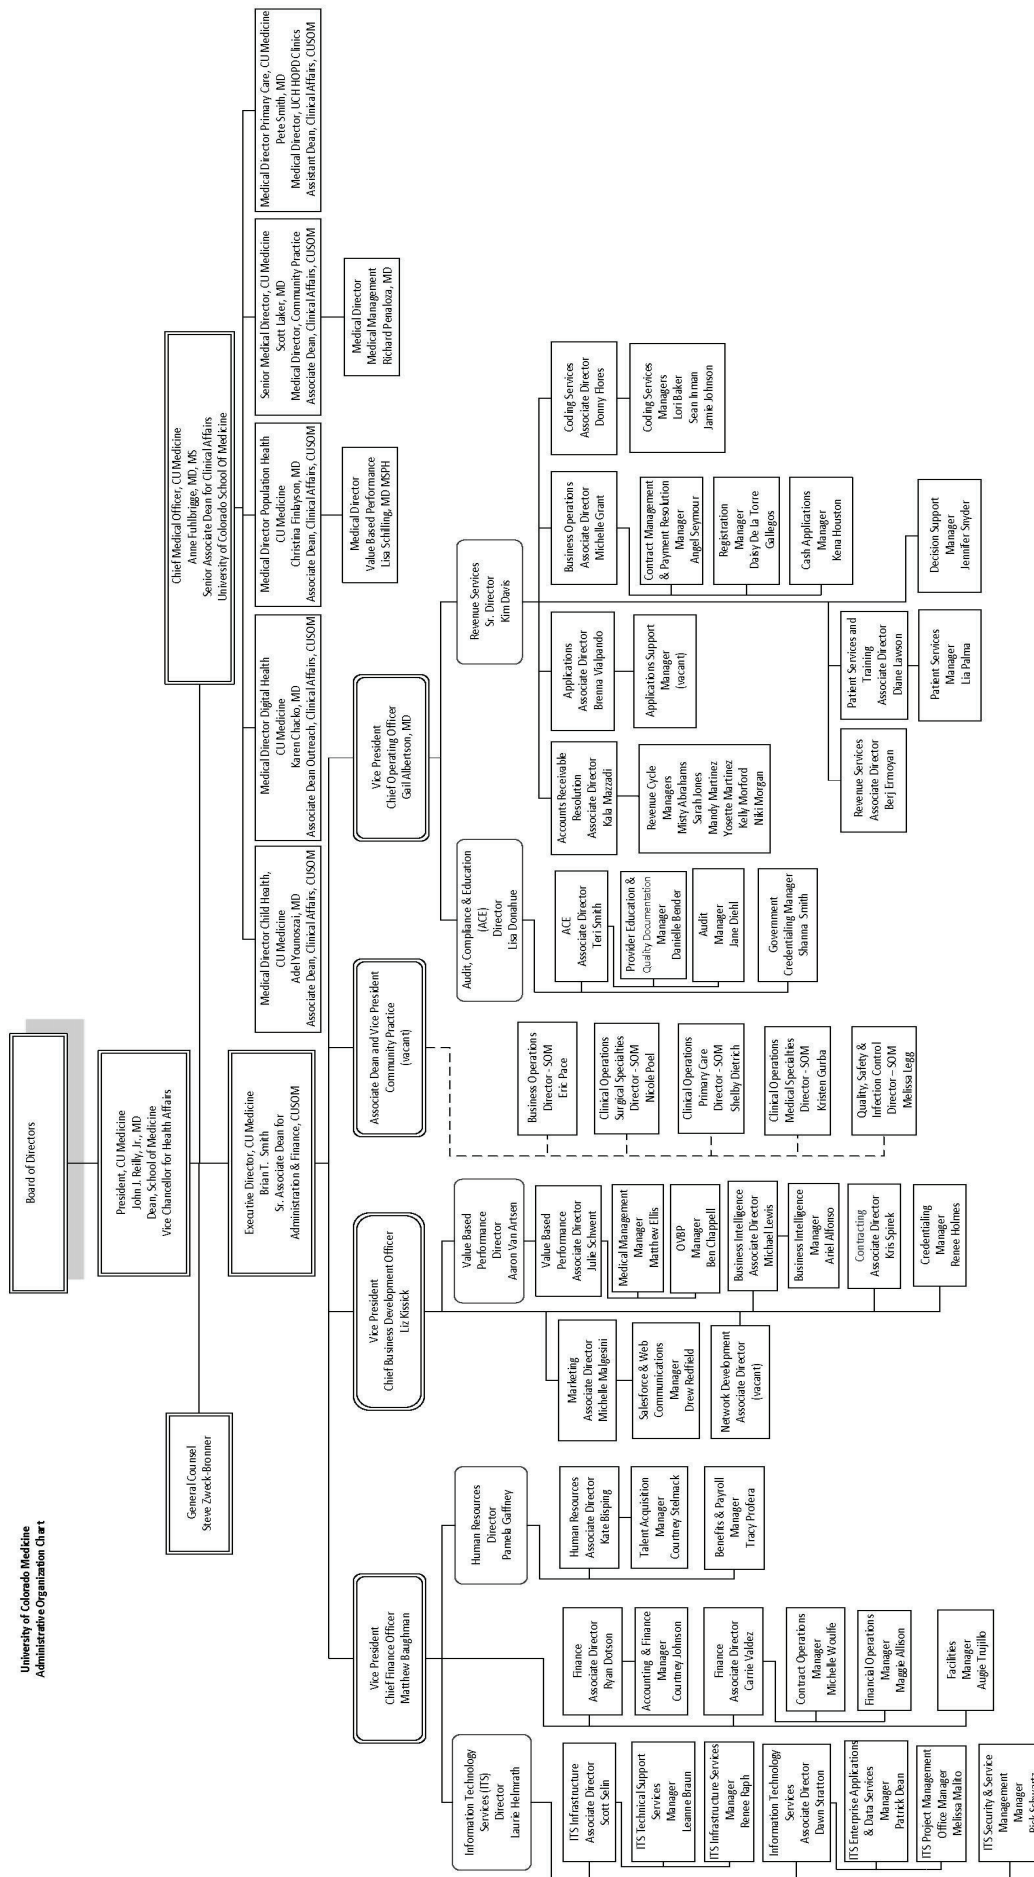 University of Colorado Medicine
Administrative Organization Chart
Board of Directors
President, CU Medicine
John J. Reilly, Jr., MD
Dean, School of Medicine
Vice Chancellor for Health Affairs
General Counsel
Steve Zweck-Bronner
Chief Medical Officer, CU Medicine
Anne Fuhlbrigge, MD, MS
Senior Associate Dean for Clinical Affairs
University of Colorado School Of Medicine
Executive Director, CU Medicine
Brian T. Smith
Sr. Associate Dean for
Administration & Finance, CUSOM
Medical Director Child Health,
CU Medicine
Adel Younoszai, MD
Associate Dean, Clinical Affairs, CUSOM
Medical Director Digital Health
CU Medicine
Karen Chacko, MD
Associate Dean Outreach, Clinical Affairs, CUSOM
Medical Director Population Health
CU Medicine
Christina Finlayson, MD
Associate Dean, Clinical Affairs, CUSOM
Senior Medical Director, CU Medicine
Scott Laker, MD
Medical Director, Community Practice
Associate Dean, Clinical Affairs, CUSOM
Medical Director Primary Care, CU Medicine
Pete Smith, MD
Medical Director, UCH HOPD Clinics
Assistant Dean, Clinical Affairs, CUSOM
Medical Director
Value Based Performance
Lisa Schilling, MD MSPH
Medical Director
Medical Management
Richard Penaloza, MD
Vice President
Chief Finance Officer
Matthew Baughman
Vice President
Chief Business Development Officer
Liz Kissick
Associate Dean and Vice President
Community Practice
(vacant)
Vice President
Chief Operating Officer
Gail Albertson, MD
Information Technology
Services (ITS)
Director
Laurie Helmrath
Human Resources
Director
Pamela Gaffney
Value Based
Performance
Director
Aaron Van Artsen
Audit, Compliance & Education
(ACE)
Director
Lisa Donahue
Revenue Services
Sr. Director
Kim Davis
ITS Infrastructure
Associate Director
Scott Selin
ITS Technical Support
Services
Manager
Leanne Braun
ITS Infrastructure Services
Manager
Renee Raph
Information Technology
Services
Associate Director
Dawn Stratton
ITS Enterprise Applications
& Data Services
Manager
Patrick Dean
ITS Project Management
Office Manager
Melissa Malito
ITS Security & Service
Management
Manager
Finance
Associate Director
Ryan Dotson
Accounting & Finance
Manager
Courtney Johnson
Finance
Associate Director
Carrie Valdez
Contract Operations
Manager
Michelle Woulfe
Financial Operations
Manager
Maggie Allison
Facilities
Manager
Augie Trujillo
Human Resources
Associate Director
Kate Bisping
Talent Acquisition
Manager
Courtney Stelmack
Benefits & Payroll
Manager
Tracy Profera
Marketing
Associate Director
Michelle Malgesini
Salesforce & Web
Communications
Manager
Drew Redfield
Network Development
Associate Director
(vacant)
Value Based
Performance
Associate Director
Julie Schwent
Medical Management
Manager
Matthew Ellis
OVBP
Manager
Ben Chappell
Business Intelligence
Associate Director
Michael Lewis
Business Intelligence
Manager
Ariel Alfonso
Contracting
Associate Director
Kris Spirek
Credentialing
Manager
Renee Holmes
Business Operations
Director - SOM
Eric Pace
Clinical Operations
Surgical Specialties
Director - SOM
Nicole Poel
Clinical Operations
Primary Care
Director - SOM
Shelby Dietrich
Clinical Operations
Medical Specialties
Director - SOM
Kristen Gurba
Quality, Safety &
Infection Control
Director – SOM
Melissa Legg
ACE
Associate Director
Teri Smith
Provider Education &
Quality Documentation
Manager
Danielle Bender
Audit
Manager
Jane Diehl
Government
Credentialing Manager
Shanna Smith
Accounts Receivable
Resolution
Associate Director
Kala Mazzadi
Revenue Cycle
Managers
Misty Abrahams
Sarah Jones
Mandy Martinez
Yosette Martinez
Kelly Morford
Niki Morgan
Applications
Associate Director
Brenna Vialpando
Applications Support
Manager
(vacant)
Business Operations
Associate Director
Michelle Grant
Contract Management
& Payment Resolution
Manager
Angel Seymour
Registration
Manager
Daisy De la Torre
Gallegos
Cash Applications
Manager
Kena Houston
Coding Services
Associate Director
Donny Flores
Coding Services
Managers
Lori Baker
Sean Inman
Jamie Johnson
Revenue Services
Associate Director
Berj Ermoyan
Patient Services and
Training
Associate Director
Diane Lawson
Patient Services
Manager
Lia Palma
Decision Support
Manager
Jennifer Snyder